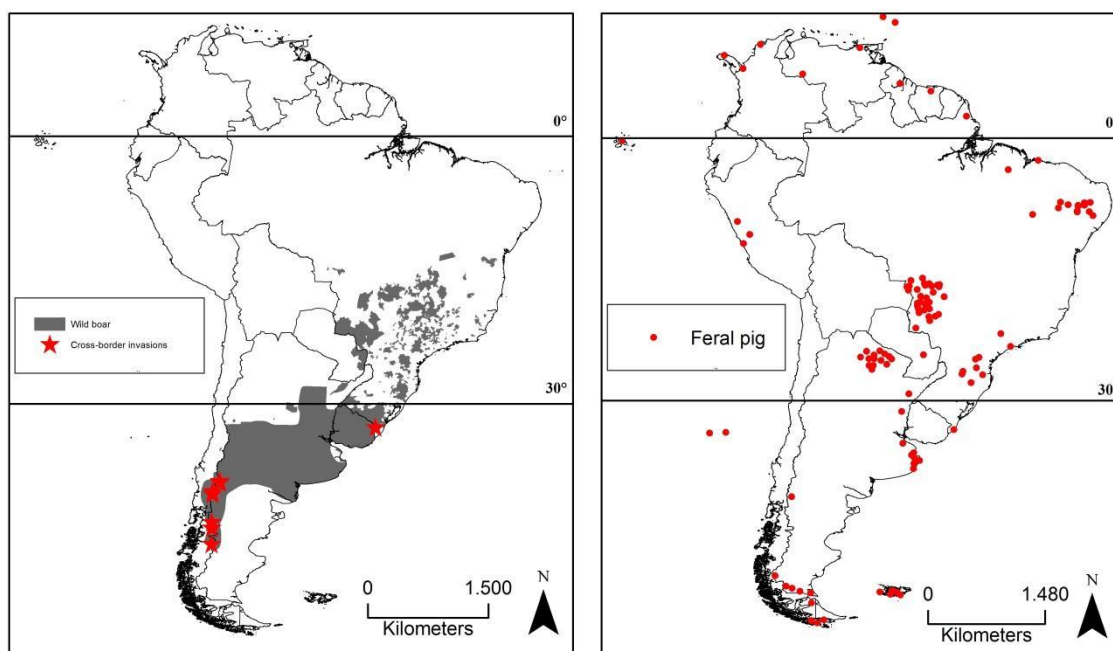 0°
Wild boar
Cross-border invasions
30°
0 1.500
Kilometers
N
0
Feral pig
30
0 1.480
Kilometers
N